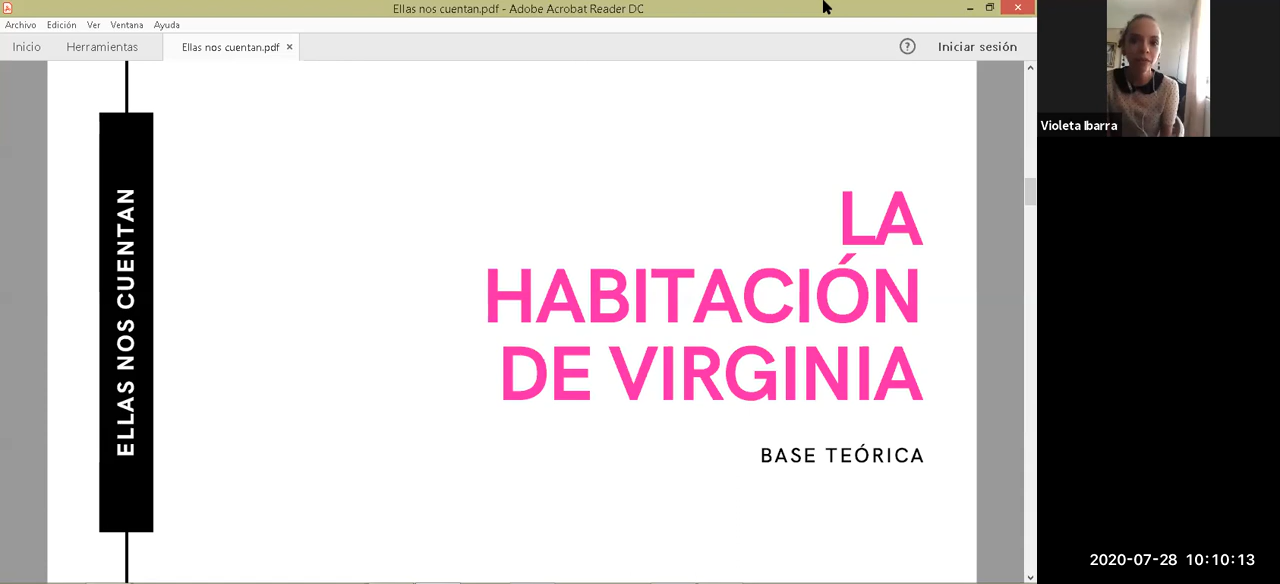 Ellas nos cuentan.pdf - Adobe Acrobat Reader DC
Archivo Edición Ver Ventana Ayuda
Inicio Herramientas Ellas nos cuentan.pdf × ? Iniciar sesión
ELLAS NOS CUENTAN
LA
HABITACIÓN
DE VIRGINIA
BASE TEÓRICA
Violeta Ibarra
2020-07-28 10:10:13